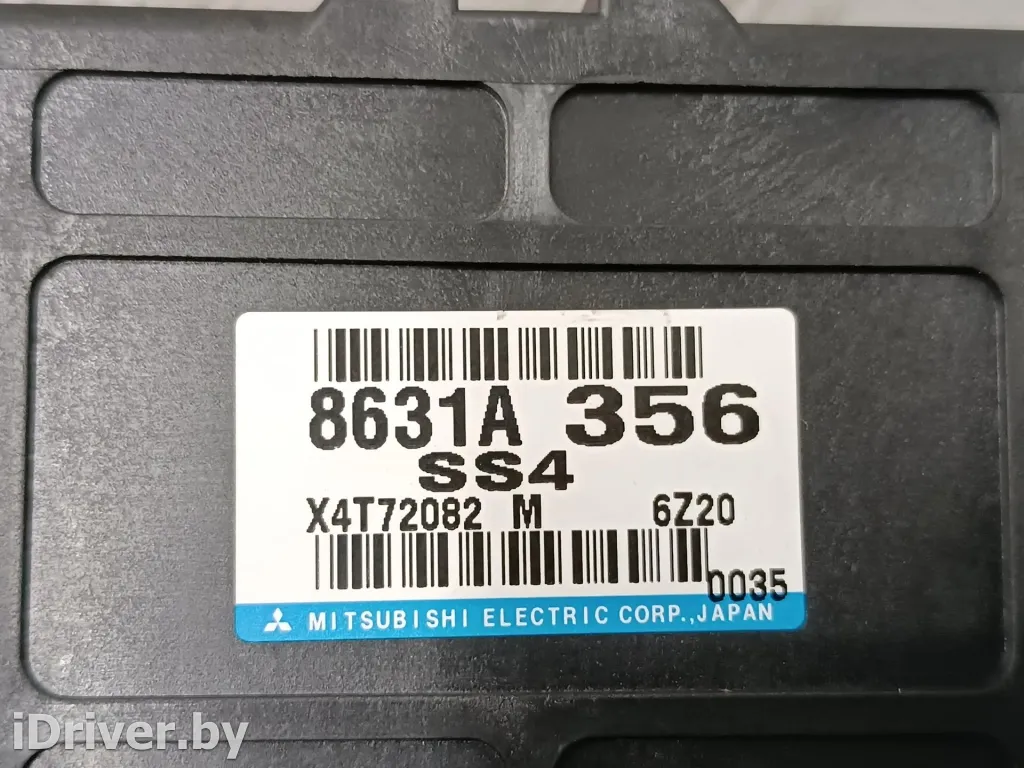 8631A 356
SS4
X4T72082 M 6Z20
0035
MITSUBISHI ELECTRIC CORP.,JAPAN
iDriver.by